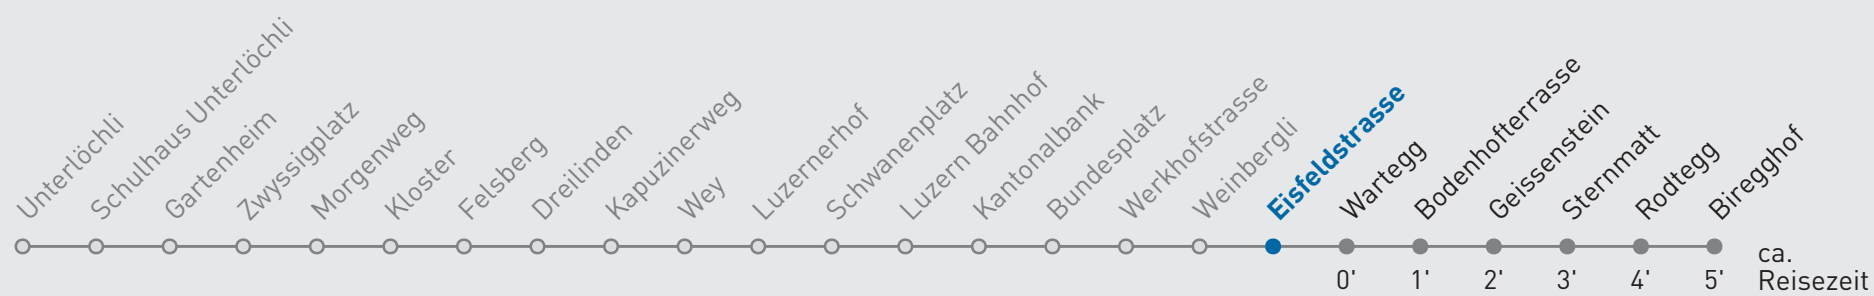 Unterlöchli
Schulhaus Unterlöchli
Gartenheim
Zwyssigplatz
Morgenweg
Kloster
Felsberg
Dreilinden
Kapuzinerweg
Wey
Luzernerhof
Schwanenplatz
Luzern Bahnhof
Kantonalbank
Bundesplatz
Werkhofstrasse
Weinbergli
Eisfeldstrasse
Wartegg
Bodenhofterrasse
Geissenstein
Sternmatt
Rodtegg
Biregghof
0' 1' 2' 3' 4' 5'
ca.
Reisezeit